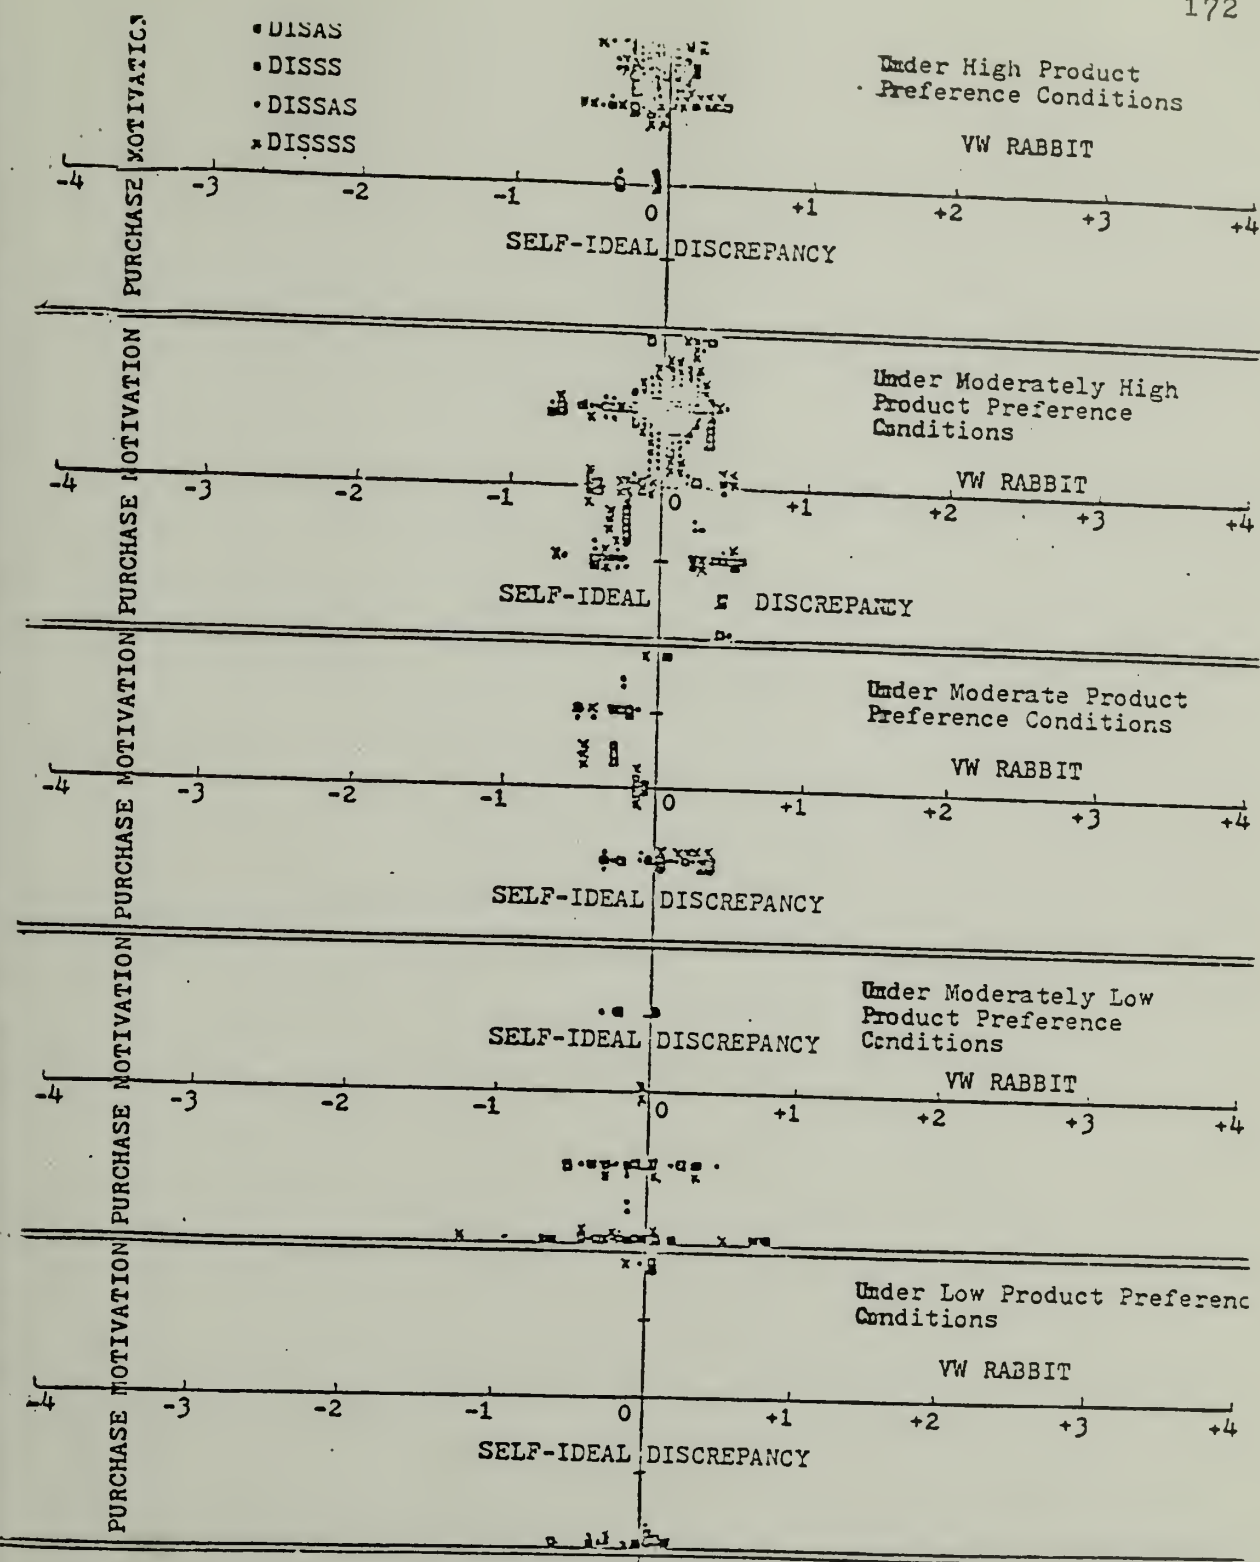 172
• DISAS
• DISSS
• DISSAS
x DISSSS
Under High Product
Preference Conditions
VW RABBIT
PURCHASE MOTIVATION
-4 -3 -2 -1 0 +1 +2 +3 +4
SELF-IDEAL DISCREPANCY
Under Moderately High
Product Preference
Conditions
VW RABBIT
PURCHASE MOTIVATION
-4 -3 -2 -1 0 +1 +2 +3 +4
SELF-IDEAL DISCREPANCY
Under Moderate Product
Preference Conditions
VW RABBIT
PURCHASE MOTIVATION
-4 -3 -2 -1 0 +1 +2 +3 +4
SELF-IDEAL DISCREPANCY
Under Moderately Low
Product Preference
Conditions
SELF-IDEAL DISCREPANCY
VW RABBIT
PURCHASE MOTIVATION
-4 -3 -2 -1 0 +1 +2 +3 +4
Under Low Product Preferenc
Conditions
VW RABBIT
PURCHASE MOTIVATION
-4 -3 -2 -1 0 +1 +2 +3 +4
SELF-IDEAL DISCREPANCY